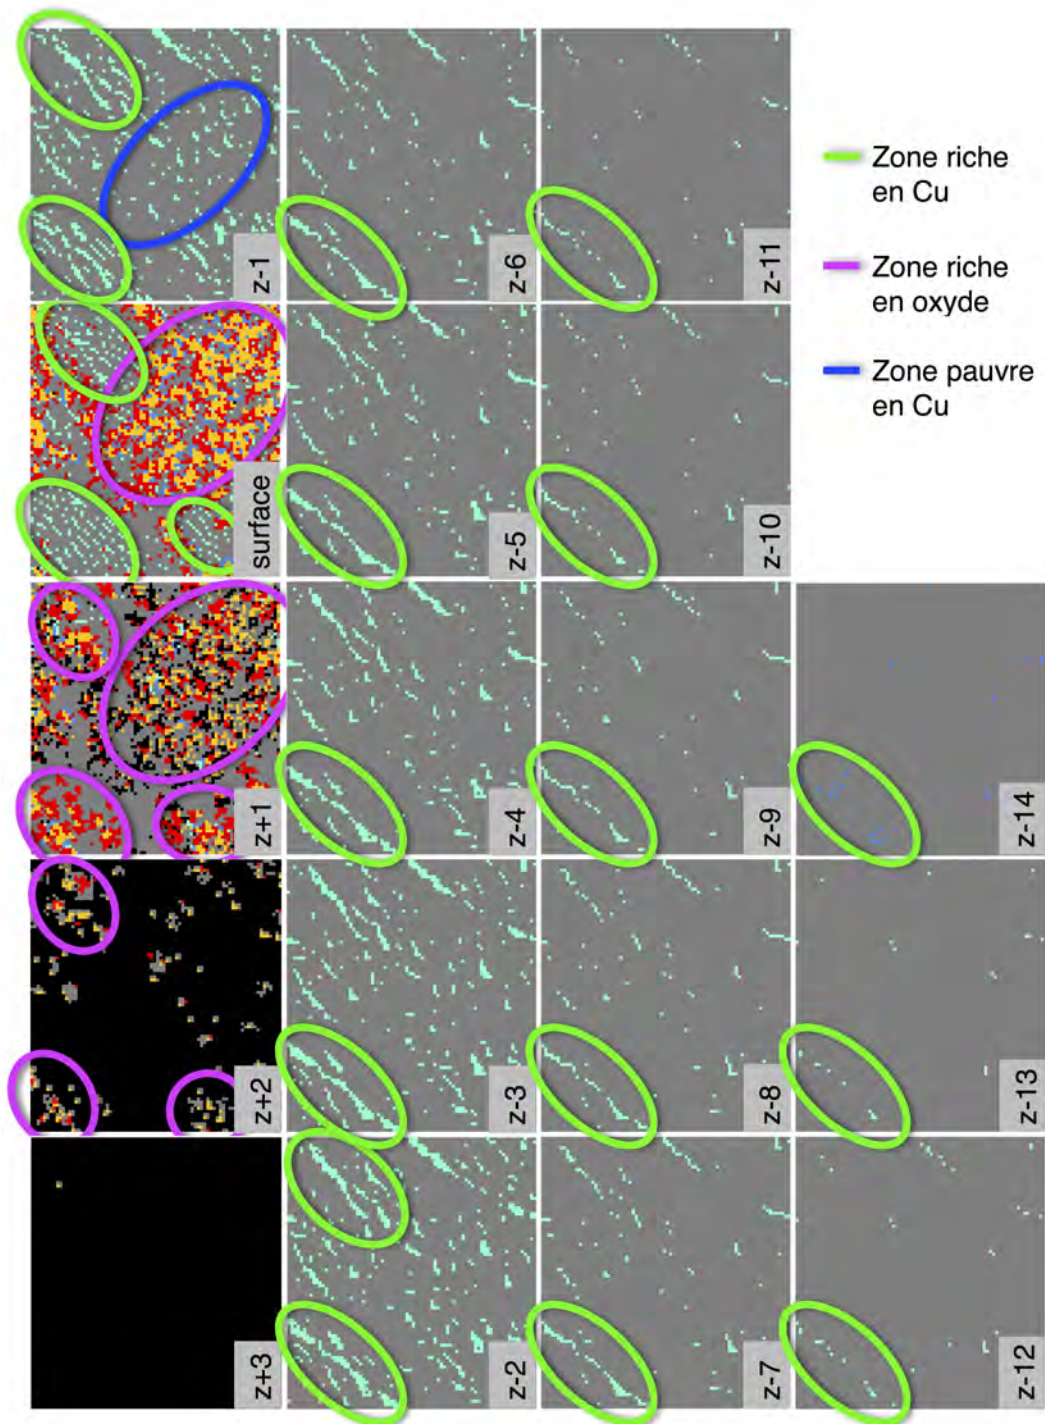 z+3
z+2
z+1
surface
z-1
z-2
z-3
z-4
z-5
z-6
z-7
z-8
z-9
z-10
z-11
z-12
z-13
z-14
Zone riche
en Cu
Zone riche
en oxyde
Zone pauvre
en Cu